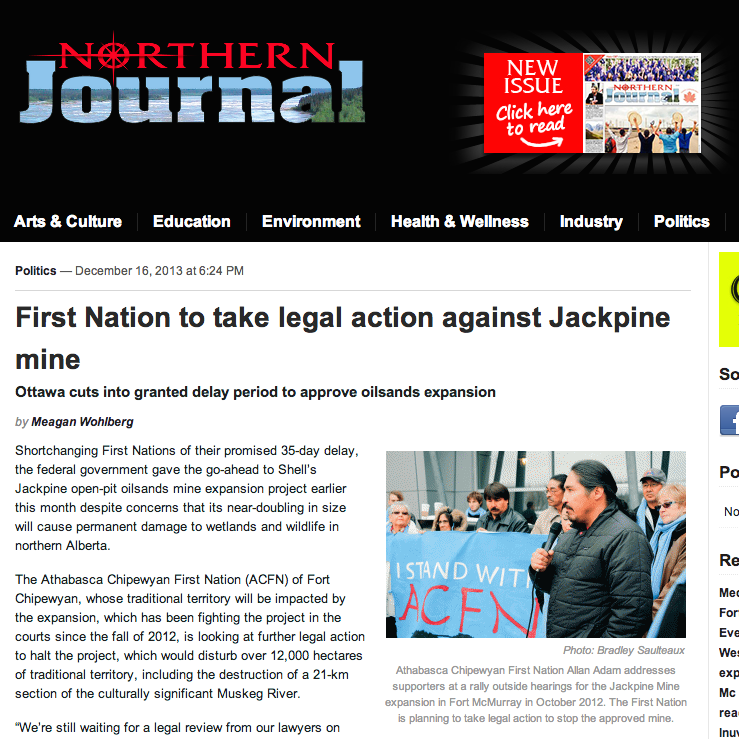 NORTHERN
Journal
NEW
ISSUE
Click here
to read
NORTHERN
Journal
Arts & Culture Education Environment Health & Wellness Industry Politics
Politics — December 16, 2013 at 6:24 PM
First Nation to take legal action against Jackpine
mine
Ottawa cuts into granted delay period to approve oilsands expansion
by Meagan Wohlberg
Shortchanging First Nations of their promised 35-day delay,
the federal government gave the go-ahead to Shell's
Jackpine open-pit oilsands mine expansion project earlier
this month despite concerns that its near-doubling in size
will cause permanent damage to wetlands and wildlife in
northern Alberta.
The Athabasca Chipewyan First Nation (ACFN) of Fort
Chipewyan, whose traditional territory will be impacted by
the expansion, which has been fighting the project in the
courts since the fall of 2012, is looking at further legal action
to halt the project, which would disturb over 12,000 hectares
of traditional territory, including the destruction of a 21-km
section of the culturally significant Muskeg River.
“We're still waiting for a legal review from our lawyers on
I STAND WITH
ACFN
Photo: Bradley Saulteaux
Athabasca Chipewyan First Nation Allan Adam addresses
supporters at a rally outside hearings for the Jackpine Mine
expansion in Fort McMurray in October 2012. The First Nation
is planning to take legal action to stop the approved mine.
So
Po
No
Re
Med
For
Eve
Wes
exp
Mc
rea
Inuv